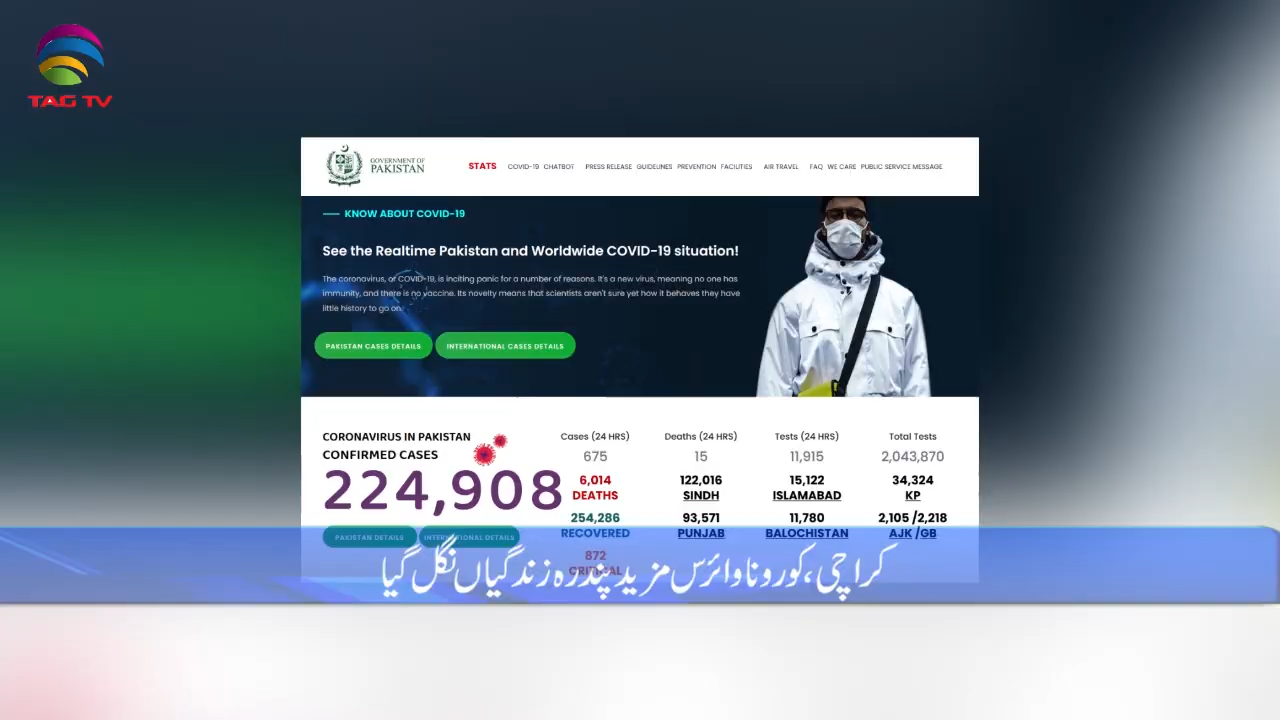 TAG TV
GOVERNMENT OF
PAKISTAN
STATS COVID-19 CHATBOT PRESS RELEASE GUIDELINES PREVENTION FACILITIES AIR TRAVEL FAQ WE CARE PUBLIC SERVICE MESSAGE
KNOW ABOUT COVID-19
See the Realtime Pakistan and Worldwide COVID-19 situation!
The coronavirus, or COVID-19, is inciting panic for a number of reasons. It's a new virus, meaning no one has
immunity, and there is no vaccine. Its novelty means that scientists aren't sure yet how it behaves they have
little history to go on.
PAKISTAN CASES DETAILS INTERNATIONAL CASES DETAILS
CORONAVIRUS IN PAKISTAN
CONFIRMED CASES
224,908
PAKISTAN DETAILS INTERNATIONAL DETAILS
Cases (24 HRS) Deaths (24 HRS) Tests (24 HRS) Total Tests
675 15 11,915 2,043,870
6,014 122,016 15,122 34,324
DEATHS SINDH ISLAMABAD KP
254,286 93,571 11,780 2,105 /2,218
RECOVERED PUNJAB BALOCHISTAN AJK /GB
872
CRITICAL
کراچی، کورونا وائرس مزید پندرہ زندگیاں نگل گیا